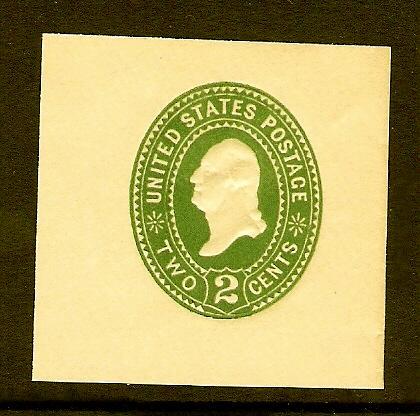 UNITED STATES POSTAGE
TWO 2 CENTS